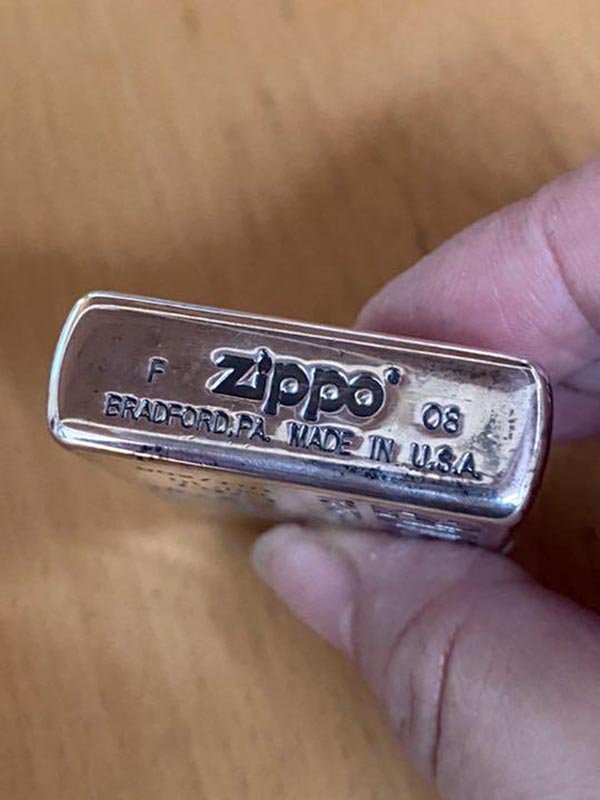 F zippo 08
BRADFORD, PA. MADE IN U.S.A.